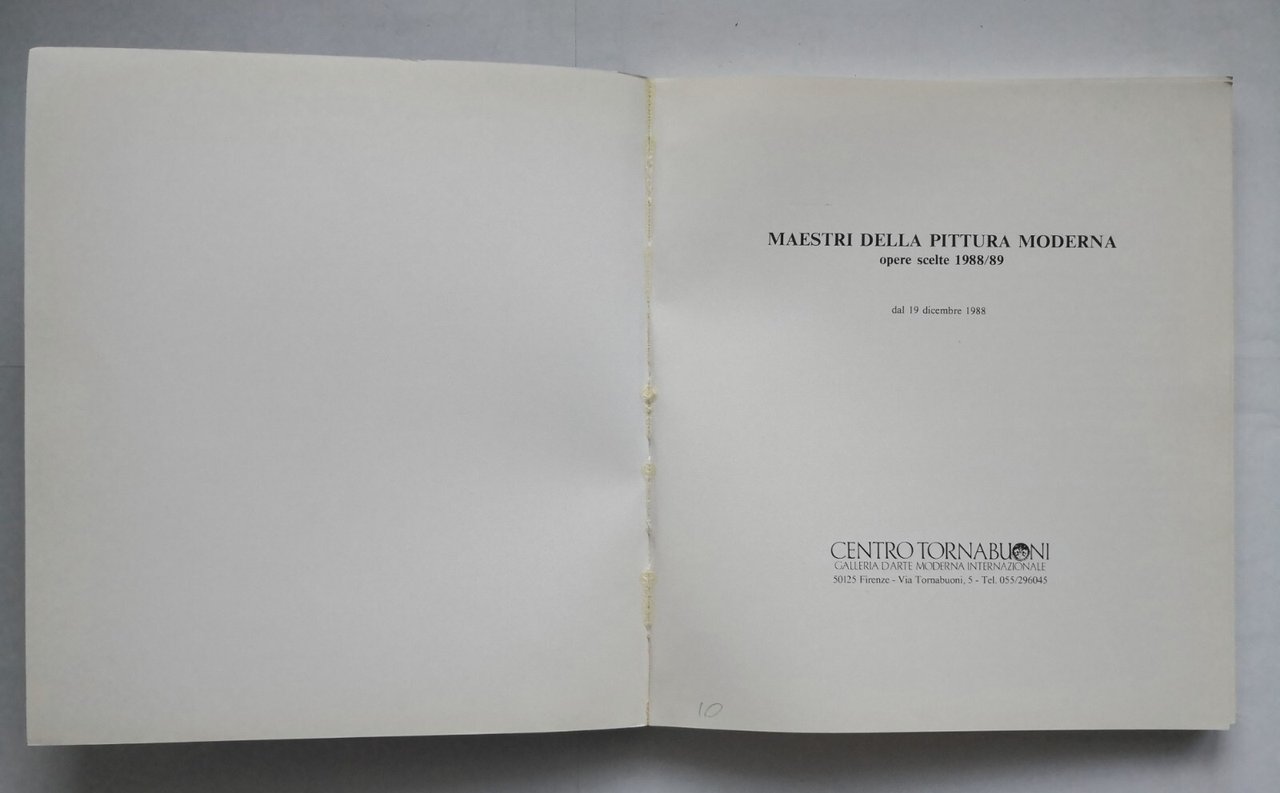 MAESTRI DELLA PITTURA MODERNA
opere scelte 1988/89
dal 19 dicembre 1988
CENTRO TORNABUONI
GALLERIA D'ARTE MODERNA INTERNAZIONALE
50125 Firenze - Via Tornabuoni, 5 - Tel. 055/296045
10